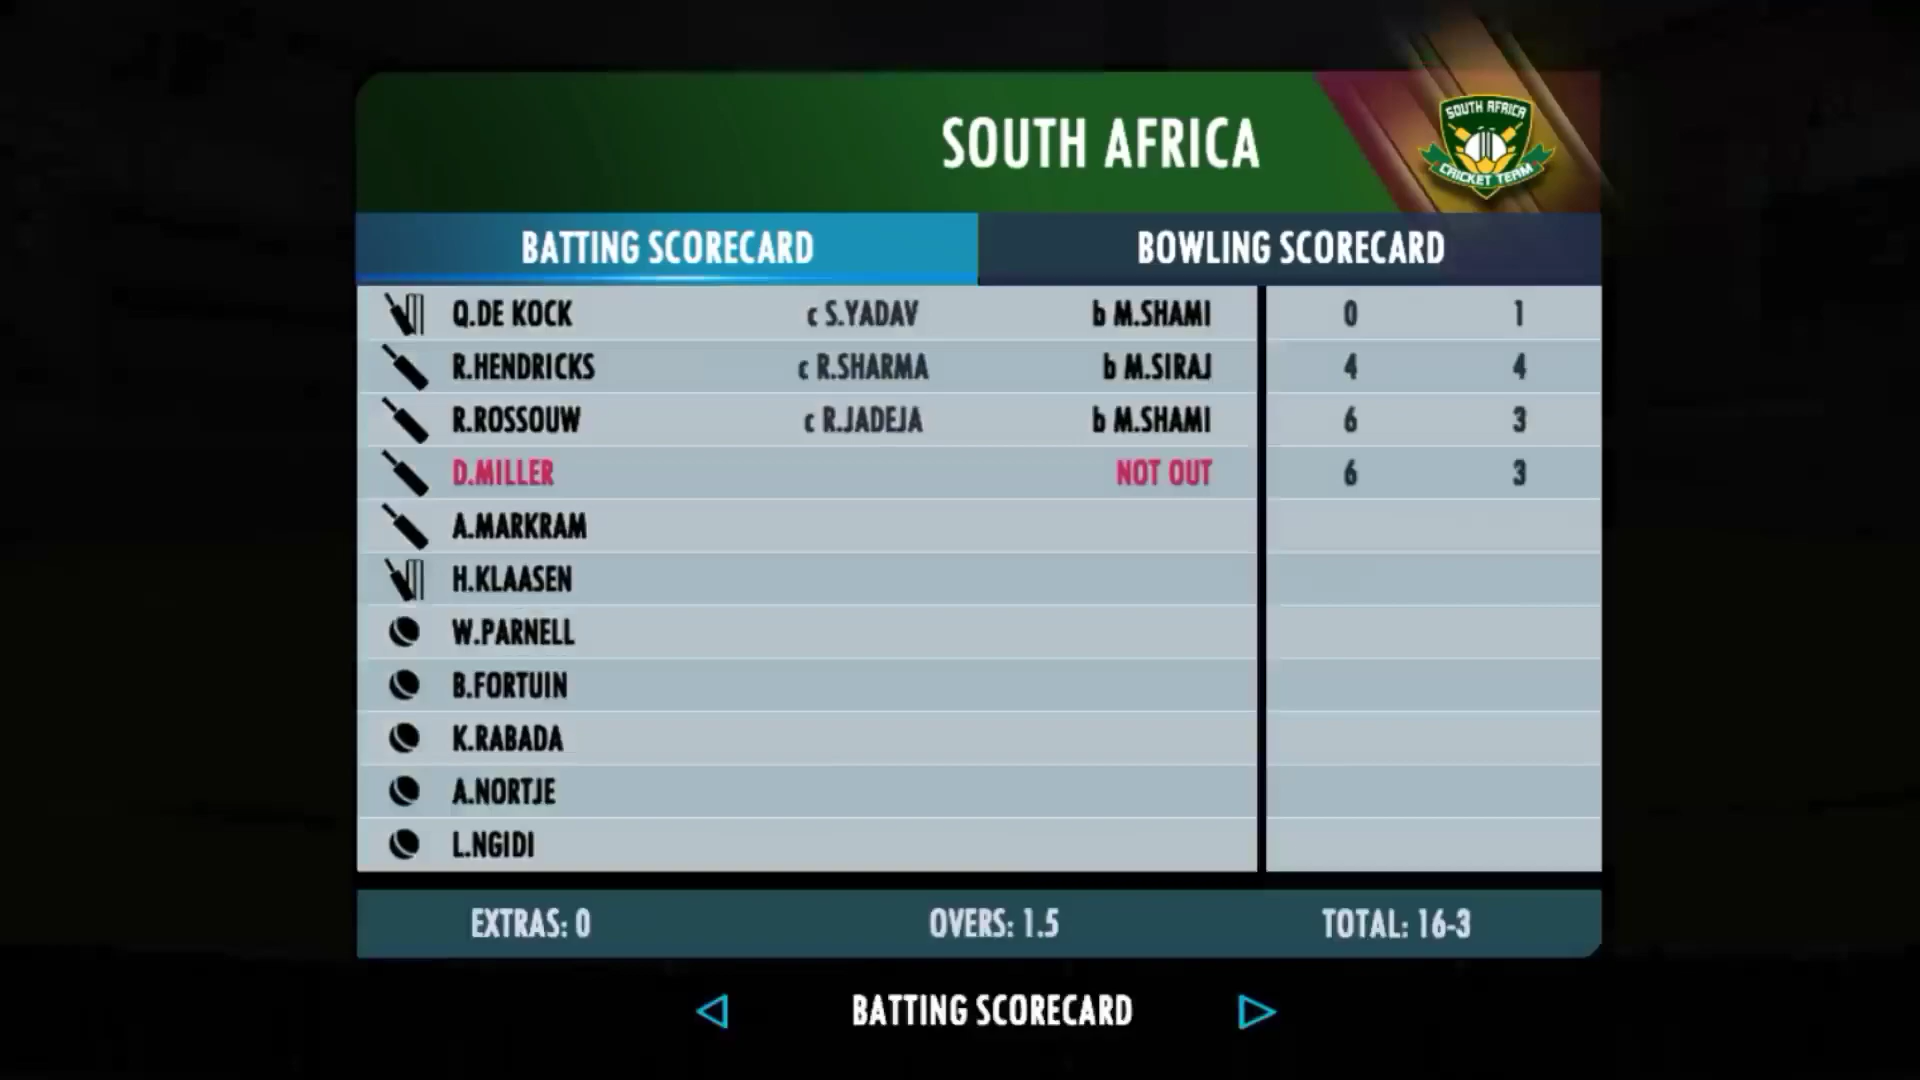 SOUTH AFRICA
SOUTH AFRICA
CRICKET TEAM
BATTING SCORECARD BOWLING SCORECARD
Q.DE KOCK c S.YADAV b M.SHAMI 0 1
R.HENDRICKS c R.SHARMA b M.SIRAJ 4 4
R.ROSSOUW c R.JADEJA b M.SHAMI 6 3
D.MILLER NOT OUT 6 3
A.MARKRAM
H.KLAASEN
W.PARNELL
B.FORTUIN
K.RABADA
A.NORTJE
L.NGIDI
EXTRAS: 0 OVERS: 1.5 TOTAL: 16-3
BATTING SCORECARD